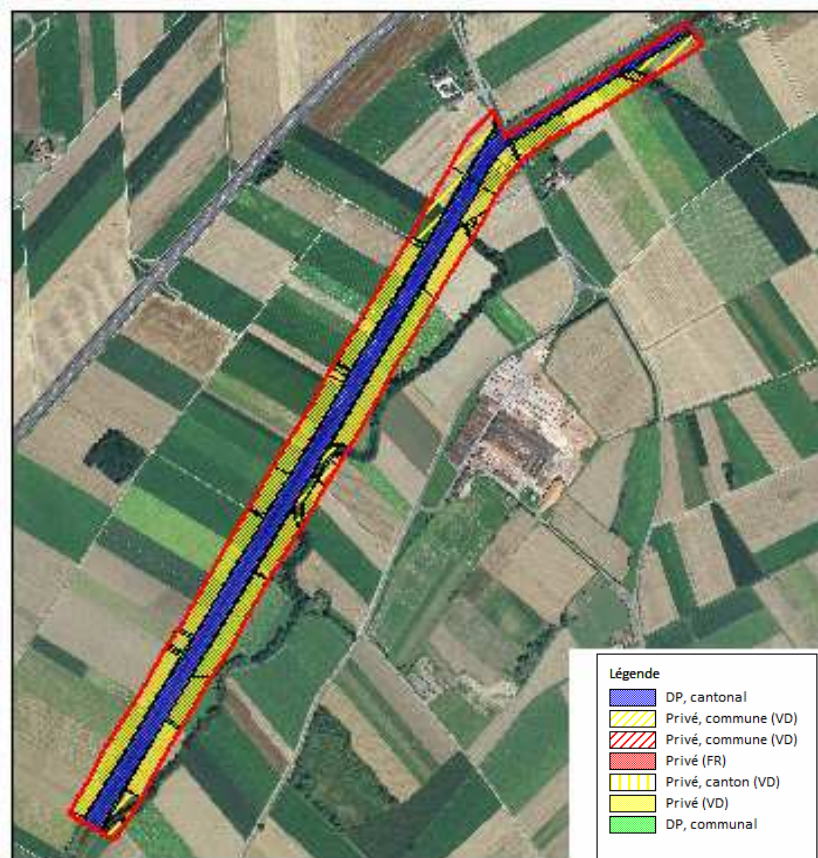 Légende
DP, cantonal
Privé, commune (VD)
Privé, commune (VD)
Privé (FR)
Privé, canton (VD)
Privé (VD)
DP, communal